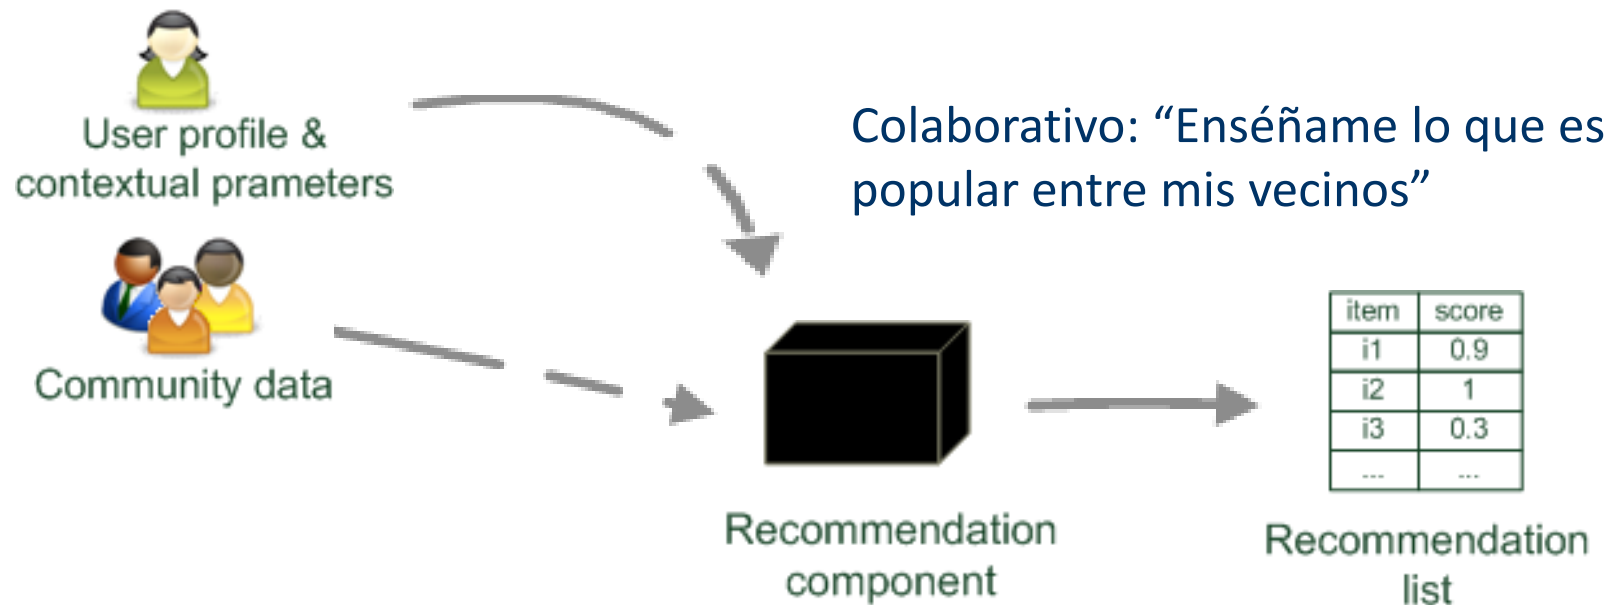 User profile &
contextual prameters
Colaborativo: “Enséñame lo que es
popular entre mis vecinos”
Community data
item score
i1 0.9
i2 1
i3 0.3
... ...
Recommendation
component
Recommendation
list